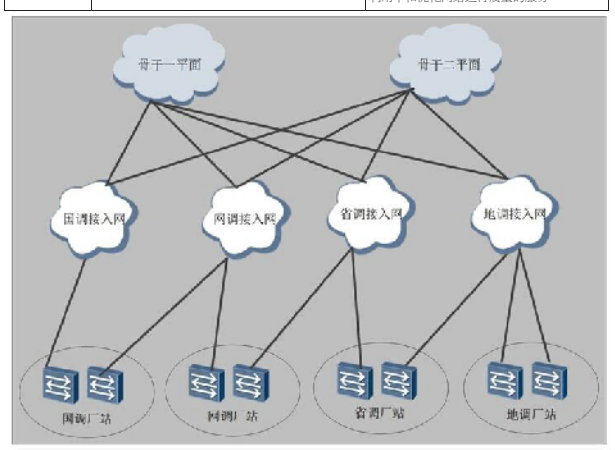 骨干一平面
骨干二平面
国调接入网
网调接入网
省调接入网
地调接入网
国调厂站
网调厂站
省调厂站
地调厂站